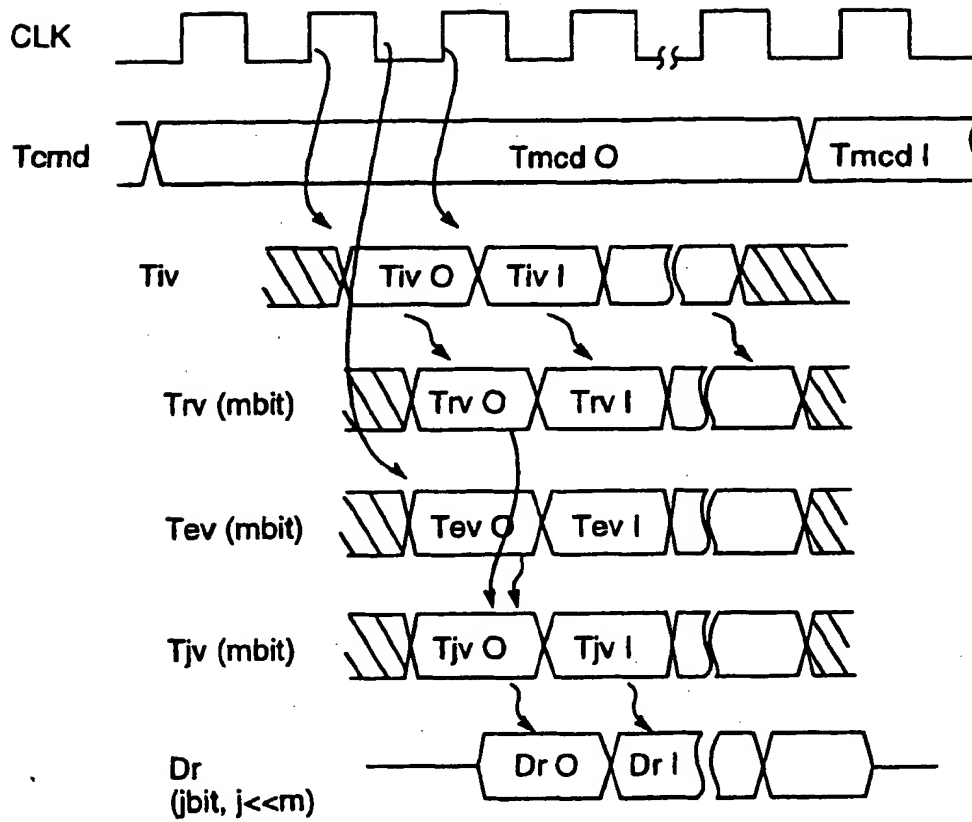 CLK
Tcmd
Tmcd O
Tmcd I
Tiv
Tiv O
Tiv I
Trv (mbit)
Trv O
Trv I
Tev (mbit)
Tev O
Tev I
Tjv (mbit)
Tjv O
Tjv I
Dr
(jbit, j<<m)
Dr O
Dr I